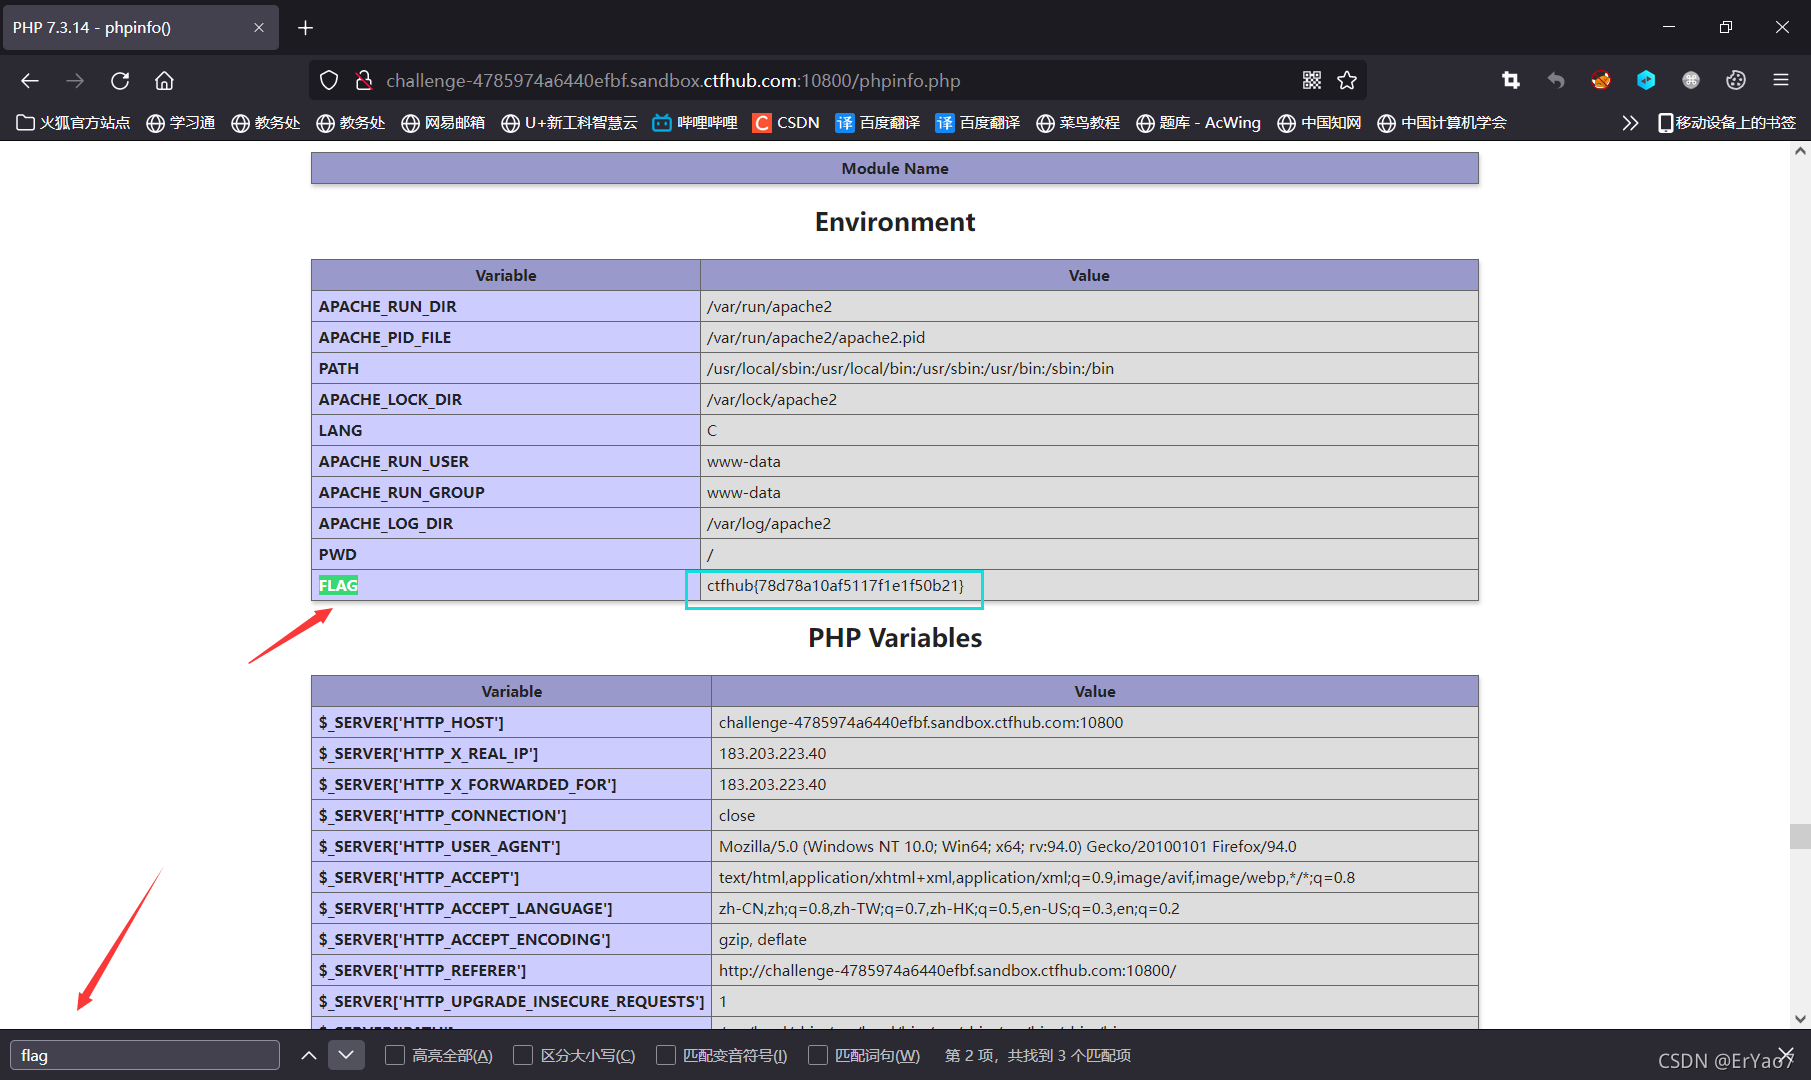 PHP 7.3.14 - phpinfo()
challenge-4785974a6440efbf.sandbox.ctfhub.com:10800/phpinfo.php
火狐官方站点 学习通 教务处 教务处 网易邮箱 U+新工科智慧云 哔哩哔哩 C CSDN 译 百度翻译 译 百度翻译 菜鸟教程 题库 - AcWing 中国知网 中国计算机学会 移动设备上的书签
Module Name
Environment
Variable Value
APACHE_RUN_DIR /var/run/apache2
APACHE_PID_FILE /var/run/apache2/apache2.pid
PATH /usr/local/sbin:/usr/local/bin:/usr/sbin:/usr/bin:/sbin:/bin
APACHE_LOCK_DIR /var/lock/apache2
LANG C
APACHE_RUN_USER www-data
APACHE_RUN_GROUP www-data
APACHE_LOG_DIR /var/log/apache2
PWD /
FLAG ctfhub{78d78a10af5117f1e1f50b21}
PHP Variables
Variable Value
$_SERVER['HTTP_HOST'] challenge-4785974a6440efbf.sandbox.ctfhub.com:10800
$_SERVER['HTTP_X_REAL_IP'] 183.203.223.40
$_SERVER['HTTP_X_FORWARDED_FOR'] 183.203.223.40
$_SERVER['HTTP_CONNECTION'] close
$_SERVER['HTTP_USER_AGENT'] Mozilla/5.0 (Windows NT 10.0; Win64; x64; rv:94.0) Gecko/20100101 Firefox/94.0
$_SERVER['HTTP_ACCEPT'] text/html,application/xhtml+xml,application/xml;q=0.9,image/avif,image/webp,*/*;q=0.8
$_SERVER['HTTP_ACCEPT_LANGUAGE'] zh-CN,zh;q=0.8,zh-TW;q=0.7,zh-HK;q=0.5,en-US;q=0.3,en;q=0.2
$_SERVER['HTTP_ACCEPT_ENCODING'] gzip, deflate
$_SERVER['HTTP_REFERER'] http://challenge-4785974a6440efbf.sandbox.ctfhub.com:10800/
$_SERVER['HTTP_UPGRADE_INSECURE_REQUESTS'] 1
flag 高亮全部(A) 区分大小写(C) 匹配变音符号(I) 匹配词句(W) 第 2 项，共找到 3 个匹配项
CSDN @ErYao7